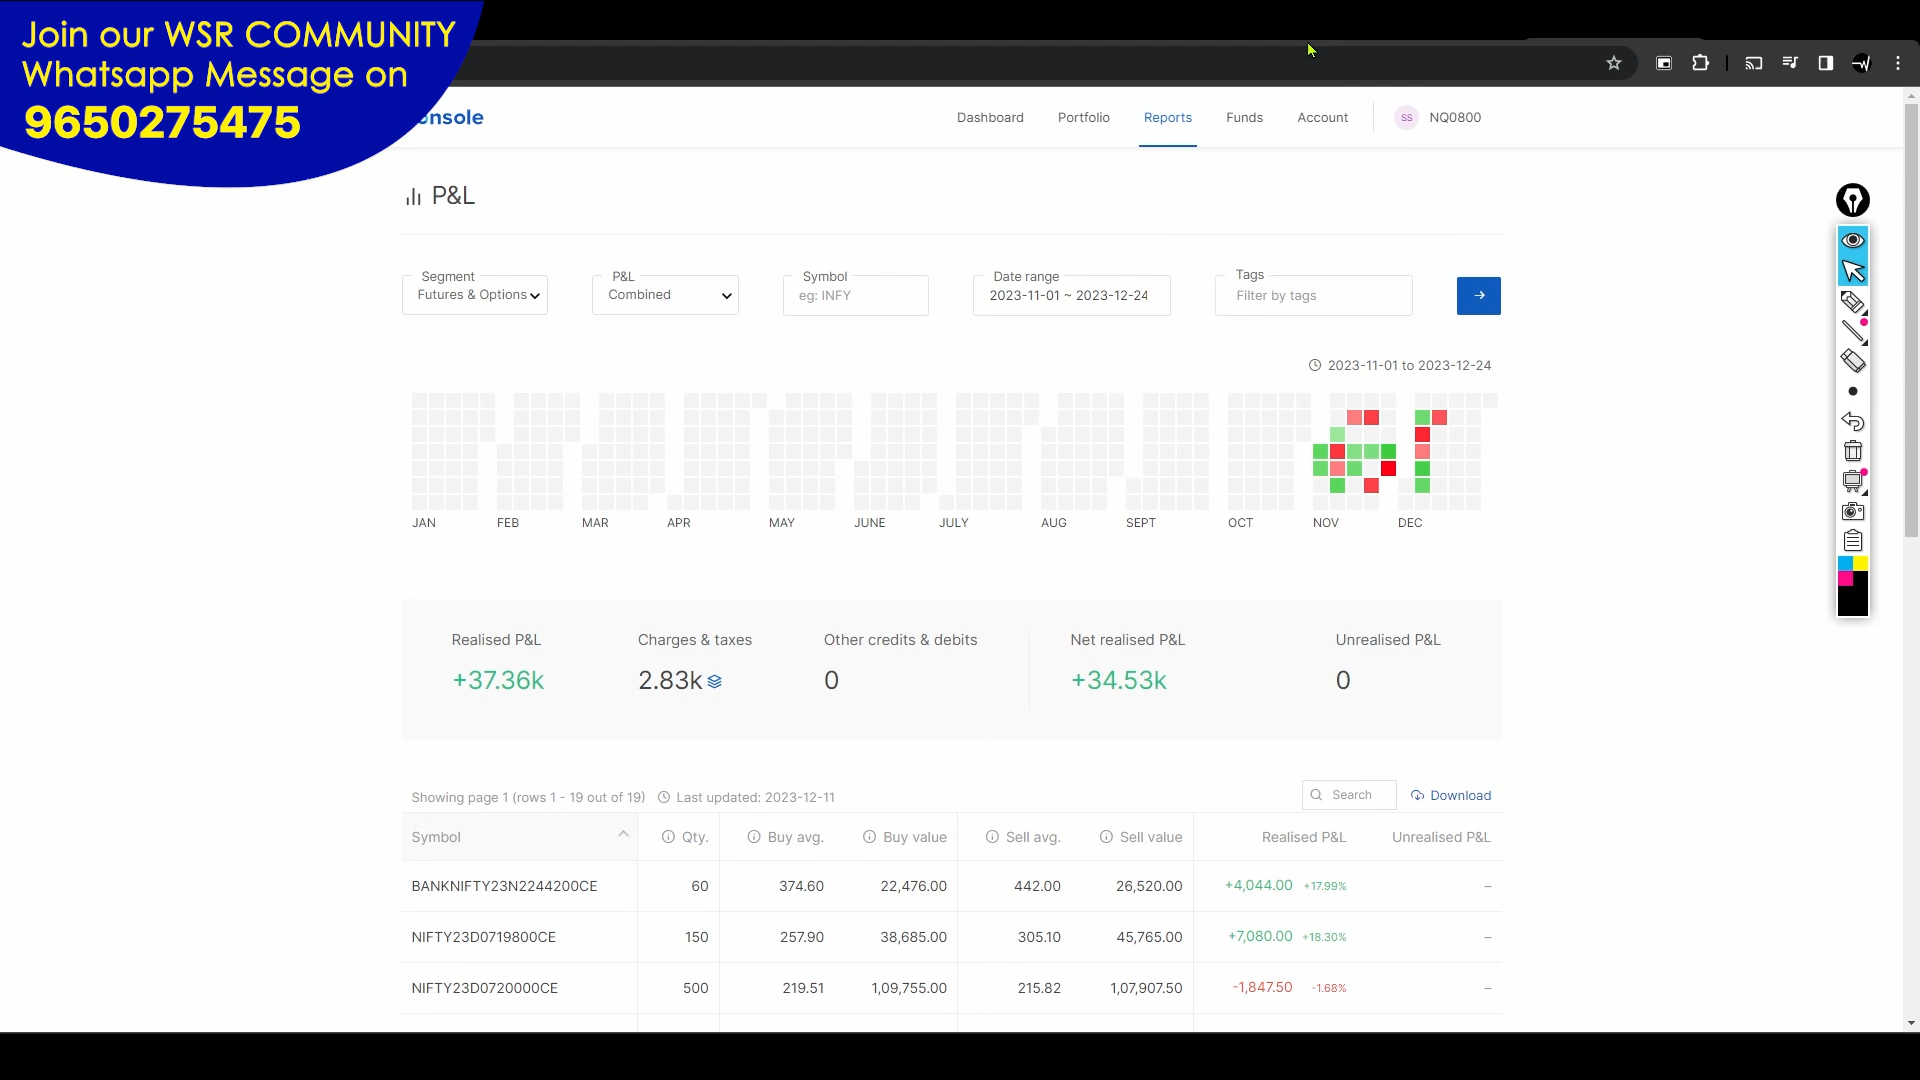 Join our WSR COMMUNITY
Whatsapp Message on
9650275475
onsole
Dashboard Portfolio Reports Funds Account SS NQ0800
P&L
Segment P&L Symbol Date range Tags
Futures & Options Combined eg: INFY 2023-11-01 ~ 2023-12-24 Filter by tags
2023-11-01 to 2023-12-24
JAN FEB MAR APR MAY JUNE JULY AUG SEPT OCT NOV DEC
Realised P&L Charges & taxes Other credits & debits Net realised P&L Unrealised P&L
+37.36k 2.83k 0 +34.53k 0
Showing page 1 (rows 1 - 19 out of 19) Last updated: 2023-12-11 Search Download
Symbol Qty. Buy avg. Buy value Sell avg. Sell value Realised P&L Unrealised P&L
BANKNIFTY23N2244200CE 60 374.60 22,476.00 442.00 26,520.00 +4,044.00 +17.99% –
NIFTY23D0719800CE 150 257.90 38,685.00 305.10 45,765.00 +7,080.00 +18.30% –
NIFTY23D0720000CE 500 219.51 1,09,755.00 215.82 1,07,907.50 -1,847.50 -1.68% –